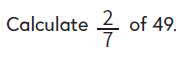 Calculate 2/7 of 49.